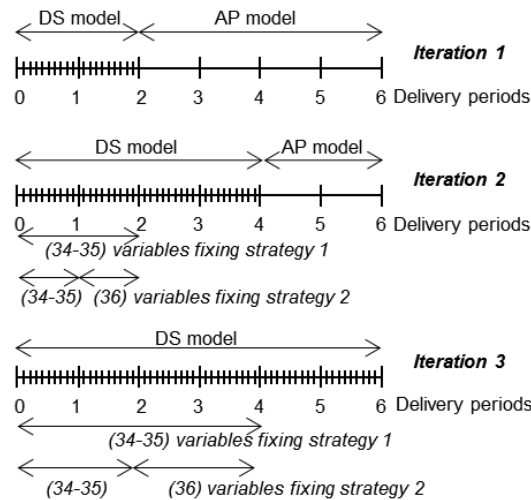 DS model AP model
Iteration 1
0 1 2 3 4 5 6 Delivery periods
DS model AP model
Iteration 2
0 1 2 3 4 5 6 Delivery periods
(34-35) variables fixing strategy 1
(34-35) (36) variables fixing strategy 2
DS model
Iteration 3
0 1 2 3 4 5 6 Delivery periods
(34-35) variables fixing strategy 1
(34-35) (36) variables fixing strategy 2